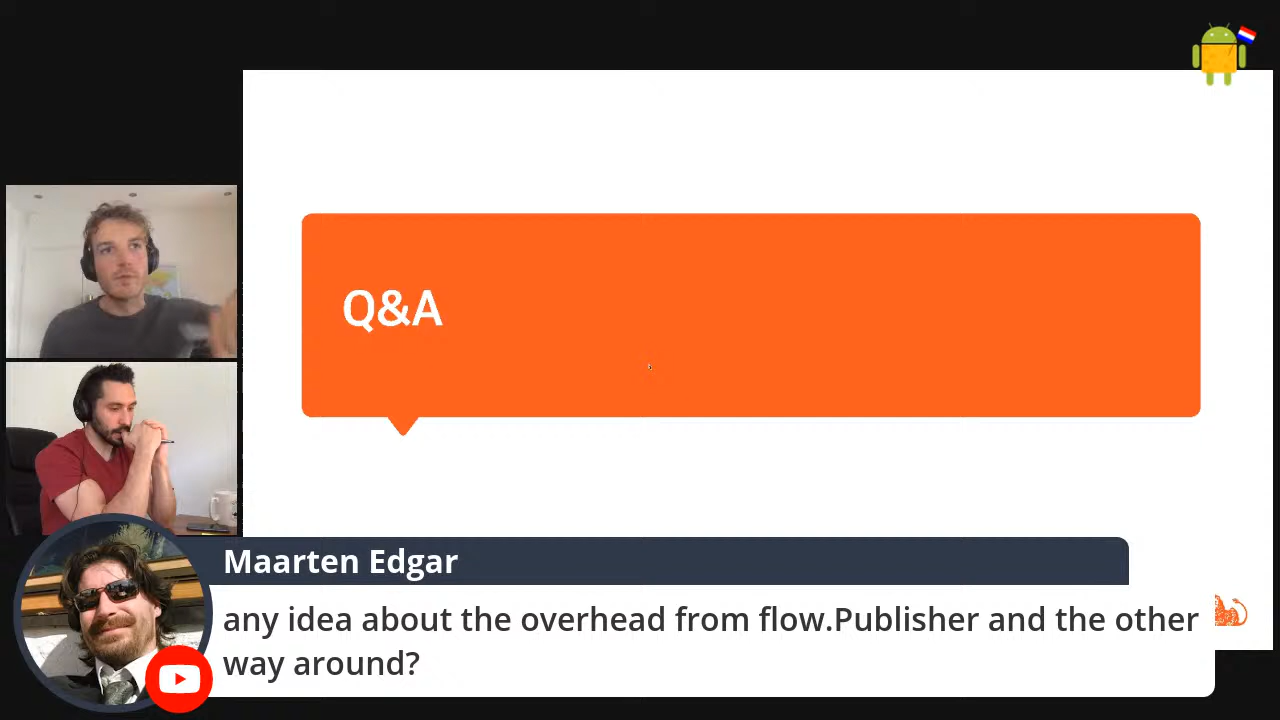 Q&A
Maarten Edgar
any idea about the overhead from flow.Publisher and the other
way around?